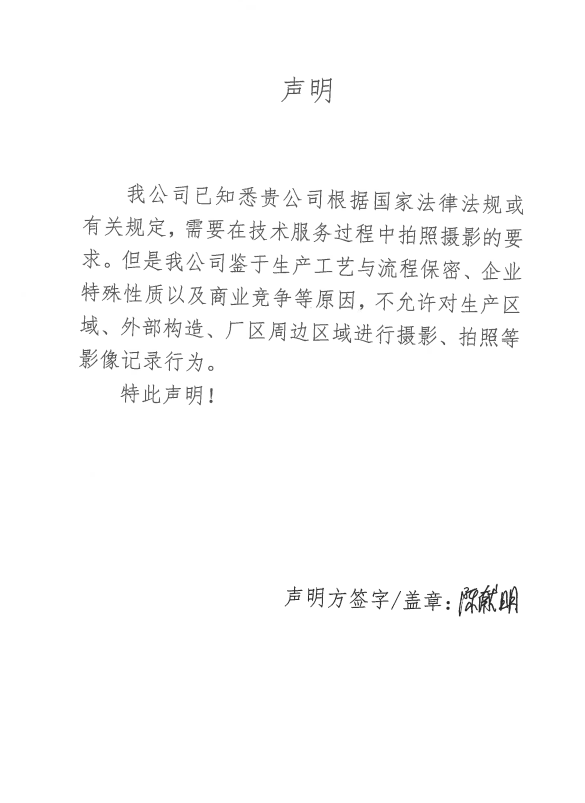 声明
我公司已知悉贵公司根据国家法律法规或
有关规定，需要在技术服务过程中拍照摄影的要
求。但是我公司鉴于生产工艺与流程保密、企业
特殊性质以及商业竞争等原因，不允许对生产区
域、外部构造、厂区周边区域进行摄影、拍照等
影像记录行为。
特此声明！
声明方签字/盖章：